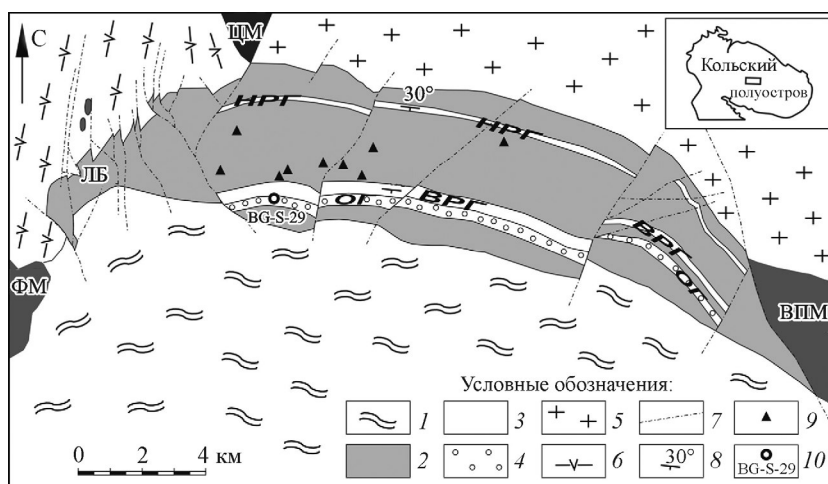 С
ЦМ
Кольский
полуостров
НРГ
30°
НРГ
ЛБ
ОГ
ВРГ
BG-S-29
ВРГ
ОГ
ФМ
ВПМ
Условные обозначения:
1 3 5 7 9
2 4 6 30° 8 BG-S-29 10
0 2 4
км